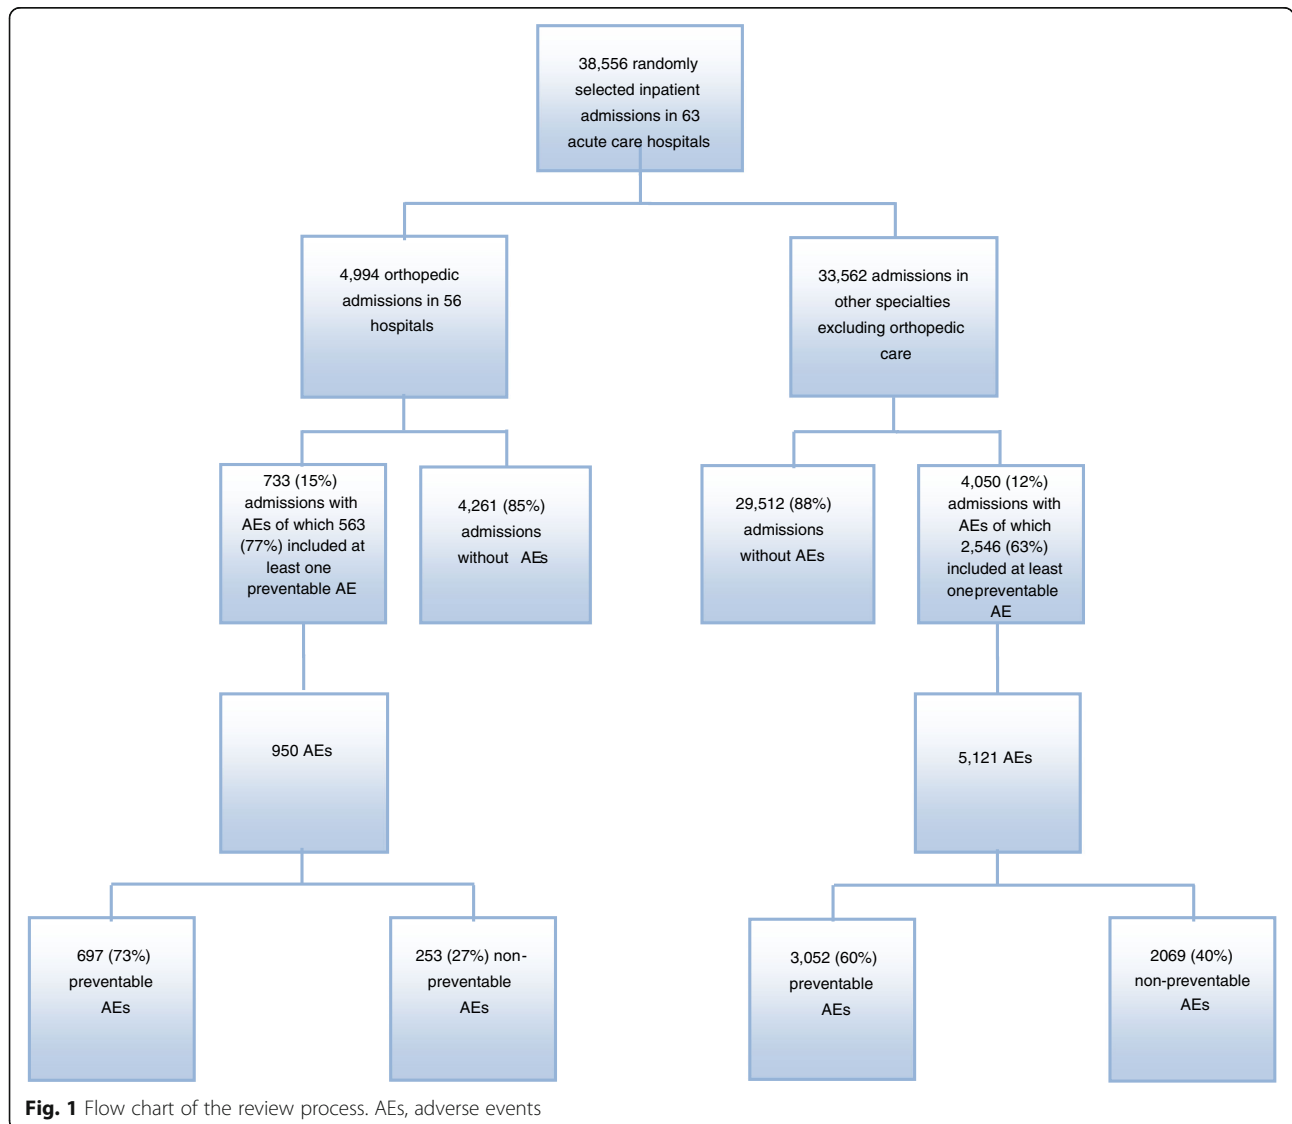 38,556 randomly
selected inpatient
admissions in 63
acute care hospitals
4,994 orthopedic
admissions in 56
hospitals
33,562 admissions in
other specialties
excluding orthopedic
care
733 (15%)
admissions with
AEs of which 563
(77%) included at
least one
preventable AE
4,261 (85%)
admissions
without AEs
29,512 (88%)
admissions
without AEs
4,050 (12%)
admissions with
AEs of which
2,546 (63%)
included at least
onepreventable
AE
950 AEs
5,121 AEs
697 (73%)
preventable
AEs
253 (27%) non-
preventable
AEs
3,052 (60%)
preventable
AEs
2069 (40%)
non-preventable
AEs
Fig. 1 Flow chart of the review process. AEs, adverse events